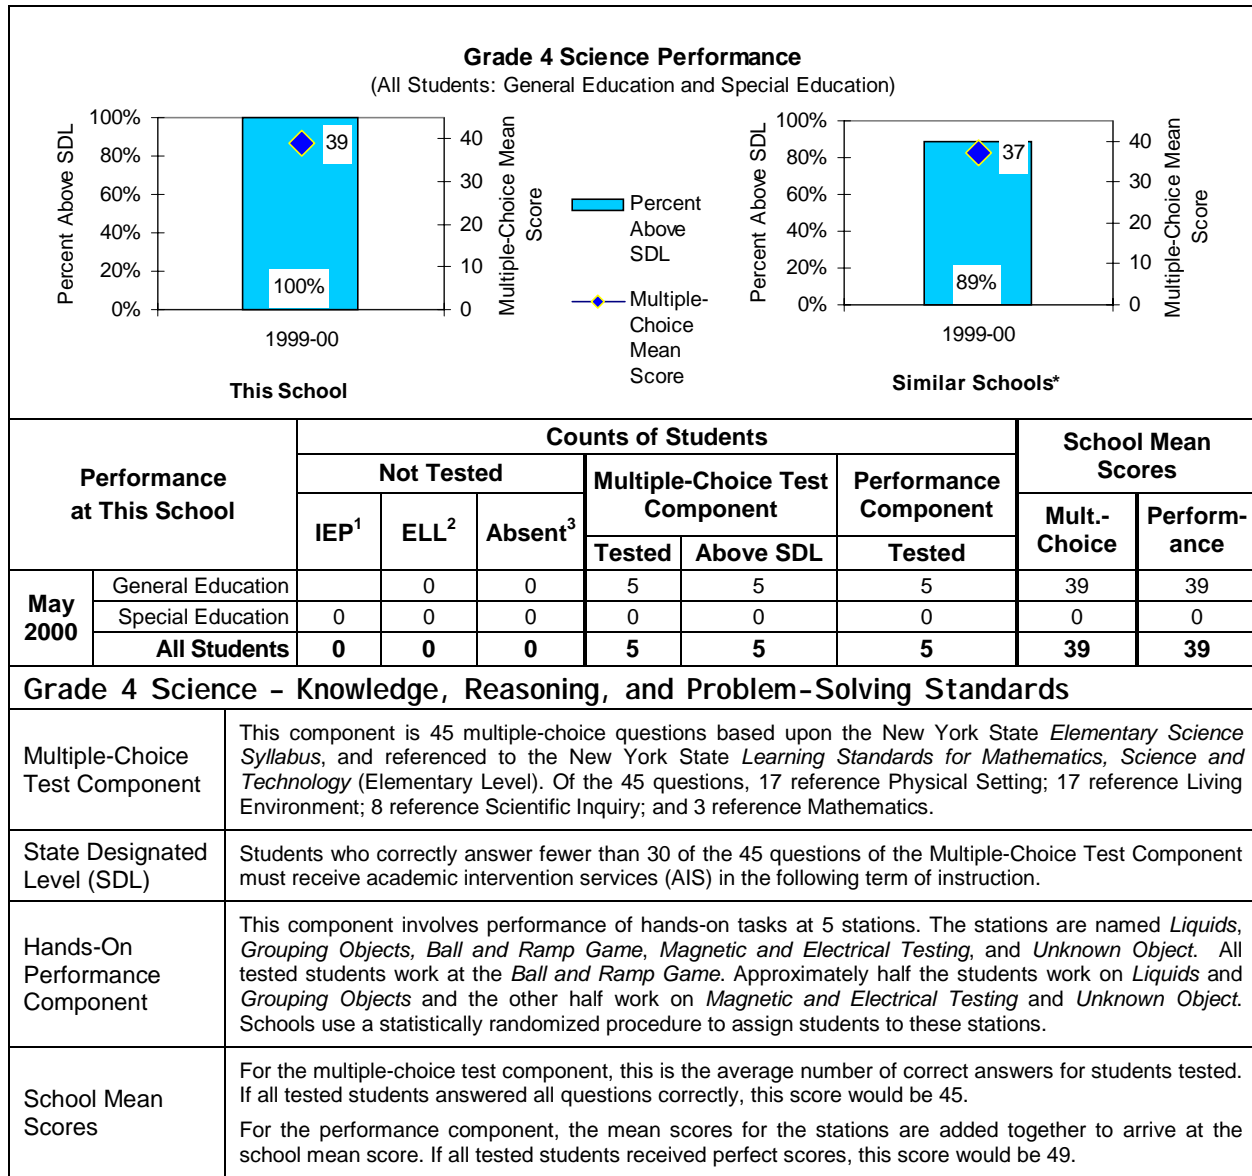 Grade 4 Science Performance
(All Students: General Education and Special Education)
Percent Above SDL
100%
80%
60%
40%
20%
0%
39
100%
40
30
20
10
0
Multiple-Choice Mean
Score
1999-00
This School
Percent
Above
SDL
Multiple-
Choice
Mean
Score
Percent Above SDL
100%
80%
60%
40%
20%
0%
37
89%
40
30
20
10
0
Multiple-Choice Mean
Score
1999-00
Similar Schools*
Performance
at This School
Counts of Students
School Mean
Scores
Not Tested
Multiple-Choice Test
Component
Performance
Component
IEP1 ELL2 Absent3
Tested Above SDL Tested
Mult.-
Choice
Perform-
ance
May
2000
General Education 0 0 5 5 5 39 39
Special Education 0 0 0 0 0 0 0 0
All Students 0 0 0 5 5 5 39 39
Grade 4 Science – Knowledge, Reasoning, and Problem-Solving Standards
Multiple-Choice
Test Component
This component is 45 multiple-choice questions based upon the New York State Elementary Science
Syllabus, and referenced to the New York State Learning Standards for Mathematics, Science and
Technology (Elementary Level). Of the 45 questions, 17 reference Physical Setting; 17 reference Living
Environment; 8 reference Scientific Inquiry; and 3 reference Mathematics.
State Designated
Level (SDL)
Students who correctly answer fewer than 30 of the 45 questions of the Multiple-Choice Test Component
must receive academic intervention services (AIS) in the following term of instruction.
Hands-On
Performance
Component
This component involves performance of hands-on tasks at 5 stations. The stations are named Liquids,
Grouping Objects, Ball and Ramp Game, Magnetic and Electrical Testing, and Unknown Object. All
tested students work at the Ball and Ramp Game. Approximately half the students work on Liquids and
Grouping Objects and the other half work on Magnetic and Electrical Testing and Unknown Object.
Schools use a statistically randomized procedure to assign students to these stations.
School Mean
Scores
For the multiple-choice test component, this is the average number of correct answers for students tested.
If all tested students answered all questions correctly, this score would be 45.
For the performance component, the mean scores for the stations are added together to arrive at the
school mean score. If all tested students received perfect scores, this score would be 49.